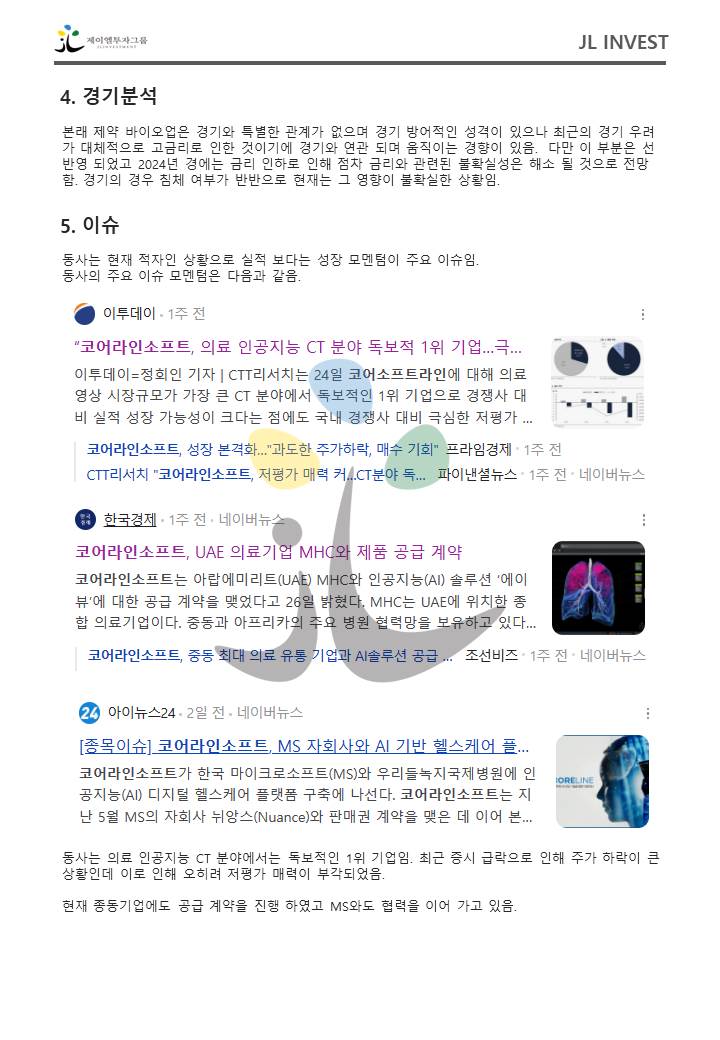 제이엘투자그룹
JL INVESTMENT
JL INVEST
4. 경기분석
본래 제약 바이오업은 경기와 특별한 관계가 없으며 경기 방어적인 성격이 있으나 최근의 경기 우려
가 대체적으로 고금리로 인한 것이기에 경기와 연관 되며 움직이는 경향이 있음. 다만 이 부분은 선
반영 되었고 2024년 경에는 금리 인하로 인해 점차 금리와 관련된 불확실성은 해소 될 것으로 전망
함. 경기의 경우 침체 여부가 반반으로 현재는 그 영향이 불확실한 상황임.
5. 이슈
동사는 현재 적자인 상황으로 실적 보다는 성장 모멘텀이 주요 이슈임.
동사의 주요 이슈 모멘텀은 다음과 같음.
이투데이 · 1주 전
“코어라인소프트, 의료 인공지능 CT 분야 독보적 1위 기업...극...
이투데이=정회인 기자 | CTT리서치는 24일 코어소프트라인에 대해 의료
영상 시장규모가 가장 큰 CT 분야에서 독보적인 1위 기업으로 경쟁사 대
비 실적 성장 가능성이 크다는 점에도 국내 경쟁사 대비 극심한 저평가 ...
코어라인소프트, 성장 본격화..."과도한 주가하락, 매수 기회" 프라임경제 · 1주 전
CTT리서치 "코어라인소프트, 저평가 매력 커...CT분야 독... 파이낸셜뉴스 · 1주 전 · 네이버뉴스
한국경제 · 1주 전 · 네이버뉴스
코어라인소프트, UAE 의료기업 MHC와 제품 공급 계약
코어라인소프트는 아랍에미리트(UAE) MHC와 인공지능(AI) 솔루션 ‘에이
뷰’에 대한 공급 계약을 맺었다고 26일 밝혔다. MHC는 UAE에 위치한 종
합 의료기업이다. 중동과 아프리카의 주요 병원 협력망을 보유하고 있다...
코어라인소프트, 중동 최대 의료 유통 기업과 AI솔루션 공급 ... 조선비즈 · 1주 전 · 네이버뉴스
24
아이뉴스24 · 2일 전 · 네이버뉴스
[종목이슈] 코어라인소프트, MS 자회사와 AI 기반 헬스케어 플...
코어라인소프트가 한국 마이크로소프트(MS)와 우리들녹지국제병원에 인
공지능(AI) 디지털 헬스케어 플랫폼 구축에 나선다. 코어라인소프트는 지
난 5월 MS의 자회사 뉘앙스(Nuance)와 판매권 계약을 맺은 데 이어 본...
ORELINE
동사는 의료 인공지능 CT 분야에서는 독보적인 1위 기업임. 최근 증시 급락으로 인해 주가 하락이 큰
상황인데 이로 인해 오히려 저평가 매력이 부각되었음.
현재 중동기업에도 공급 계약을 진행 하였고 MS와도 협력을 이어 가고 있음.